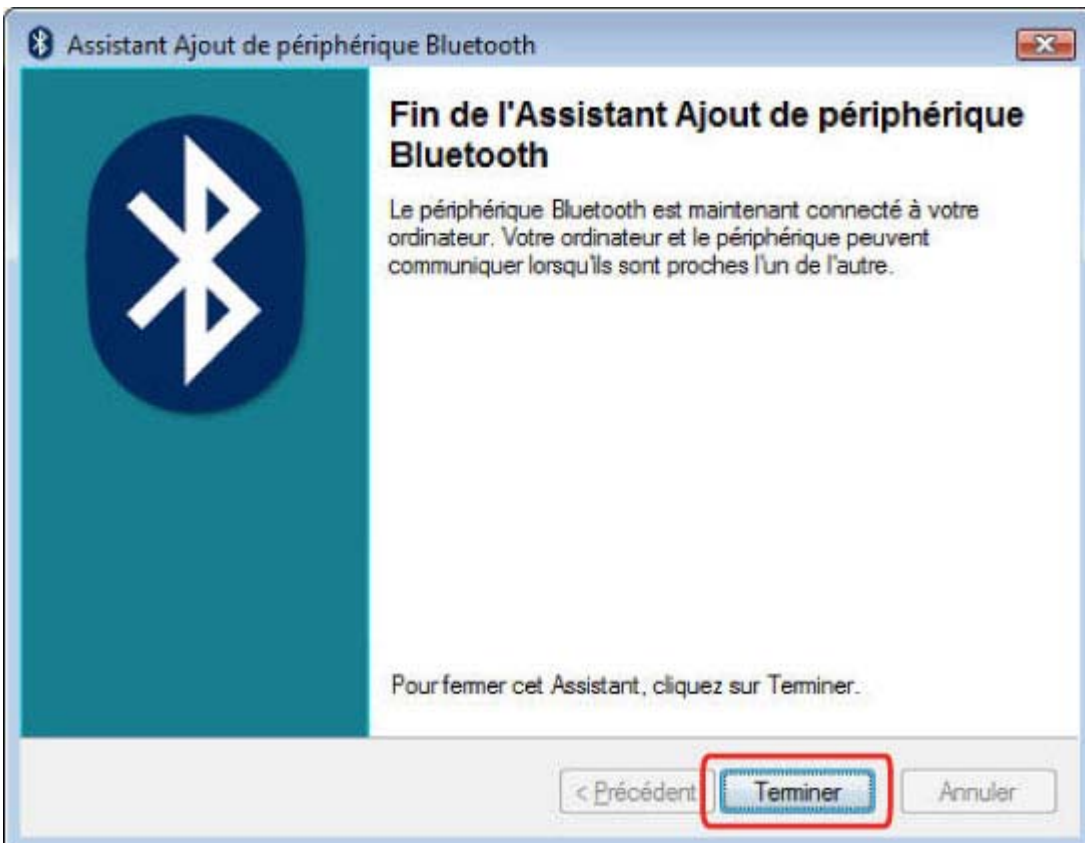 Assistant Ajout de périphérique Bluetooth
Fin de l'Assistant Ajout de périphérique
Bluetooth
Le périphérique Bluetooth est maintenant connecté à votre
ordinateur. Votre ordinateur et le périphérique peuvent
communiquer lorsqu'ils sont proches l'un de l'autre.
Pour fermer cet Assistant, cliquez sur Terminer.
< Précédent Terminer Annuler